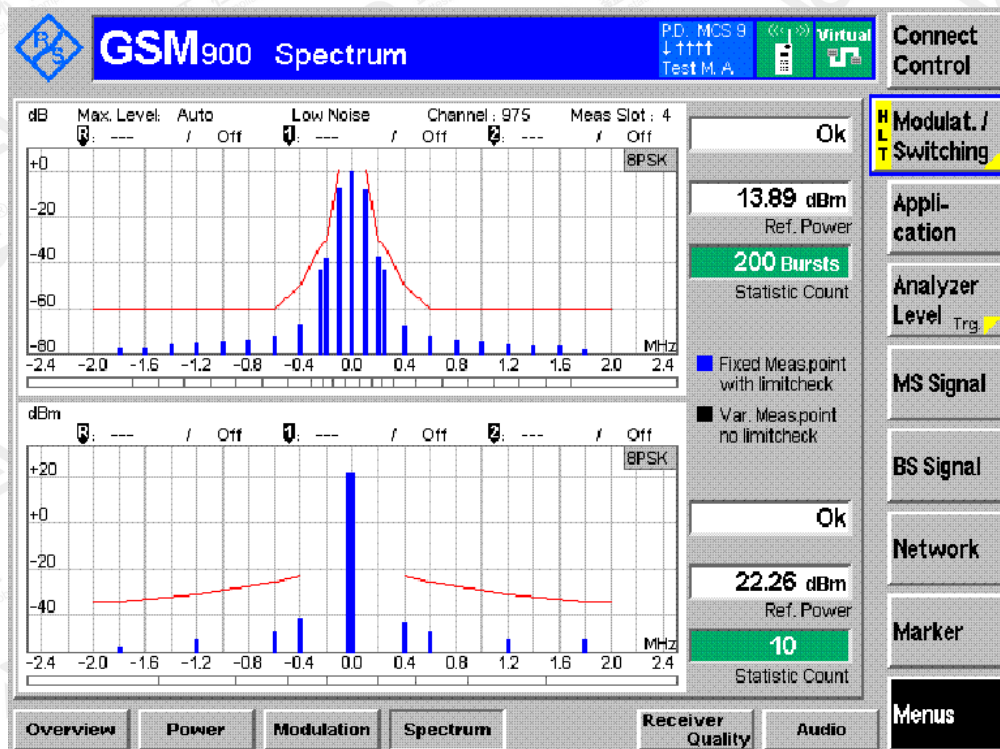 R S
GSM900 Spectrum
P.D. MCS 9
↓ ↑↑↑↑
Test M. A.
Virtual
Connect
Control
dB Max. Level: Auto Low Noise Channel : 975 Meas Slot : 4
R: --- / Off 1: --- / Off 2: --- / Off
8PSK
+0
-20
-40
-60
-80
MHz
-2.4 -2.0 -1.6 -1.2 -0.8 -0.4 0.0 0.4 0.8 1.2 1.6 2.0 2.4
Ok
13.89 dBm
Ref. Power
200 Bursts
Statistic Count
Fixed Meas.point
with limitcheck
Var. Meas.point
no limitcheck
dBm
R: --- / Off 1: --- / Off 2: --- / Off
8PSK
+20
+0
-20
-40
MHz
-2.4 -2.0 -1.6 -1.2 -0.8 -0.4 0.0 0.4 0.8 1.2 1.6 2.0 2.4
Ok
22.26 dBm
Ref. Power
10
Statistic Count
HLT
Modulat. /
Switching
Appli-
cation
Analyzer
Level Trg.
MS Signal
BS Signal
Network
Marker
Menus
Overview Power Modulation Spectrum Receiver
Quality Audio